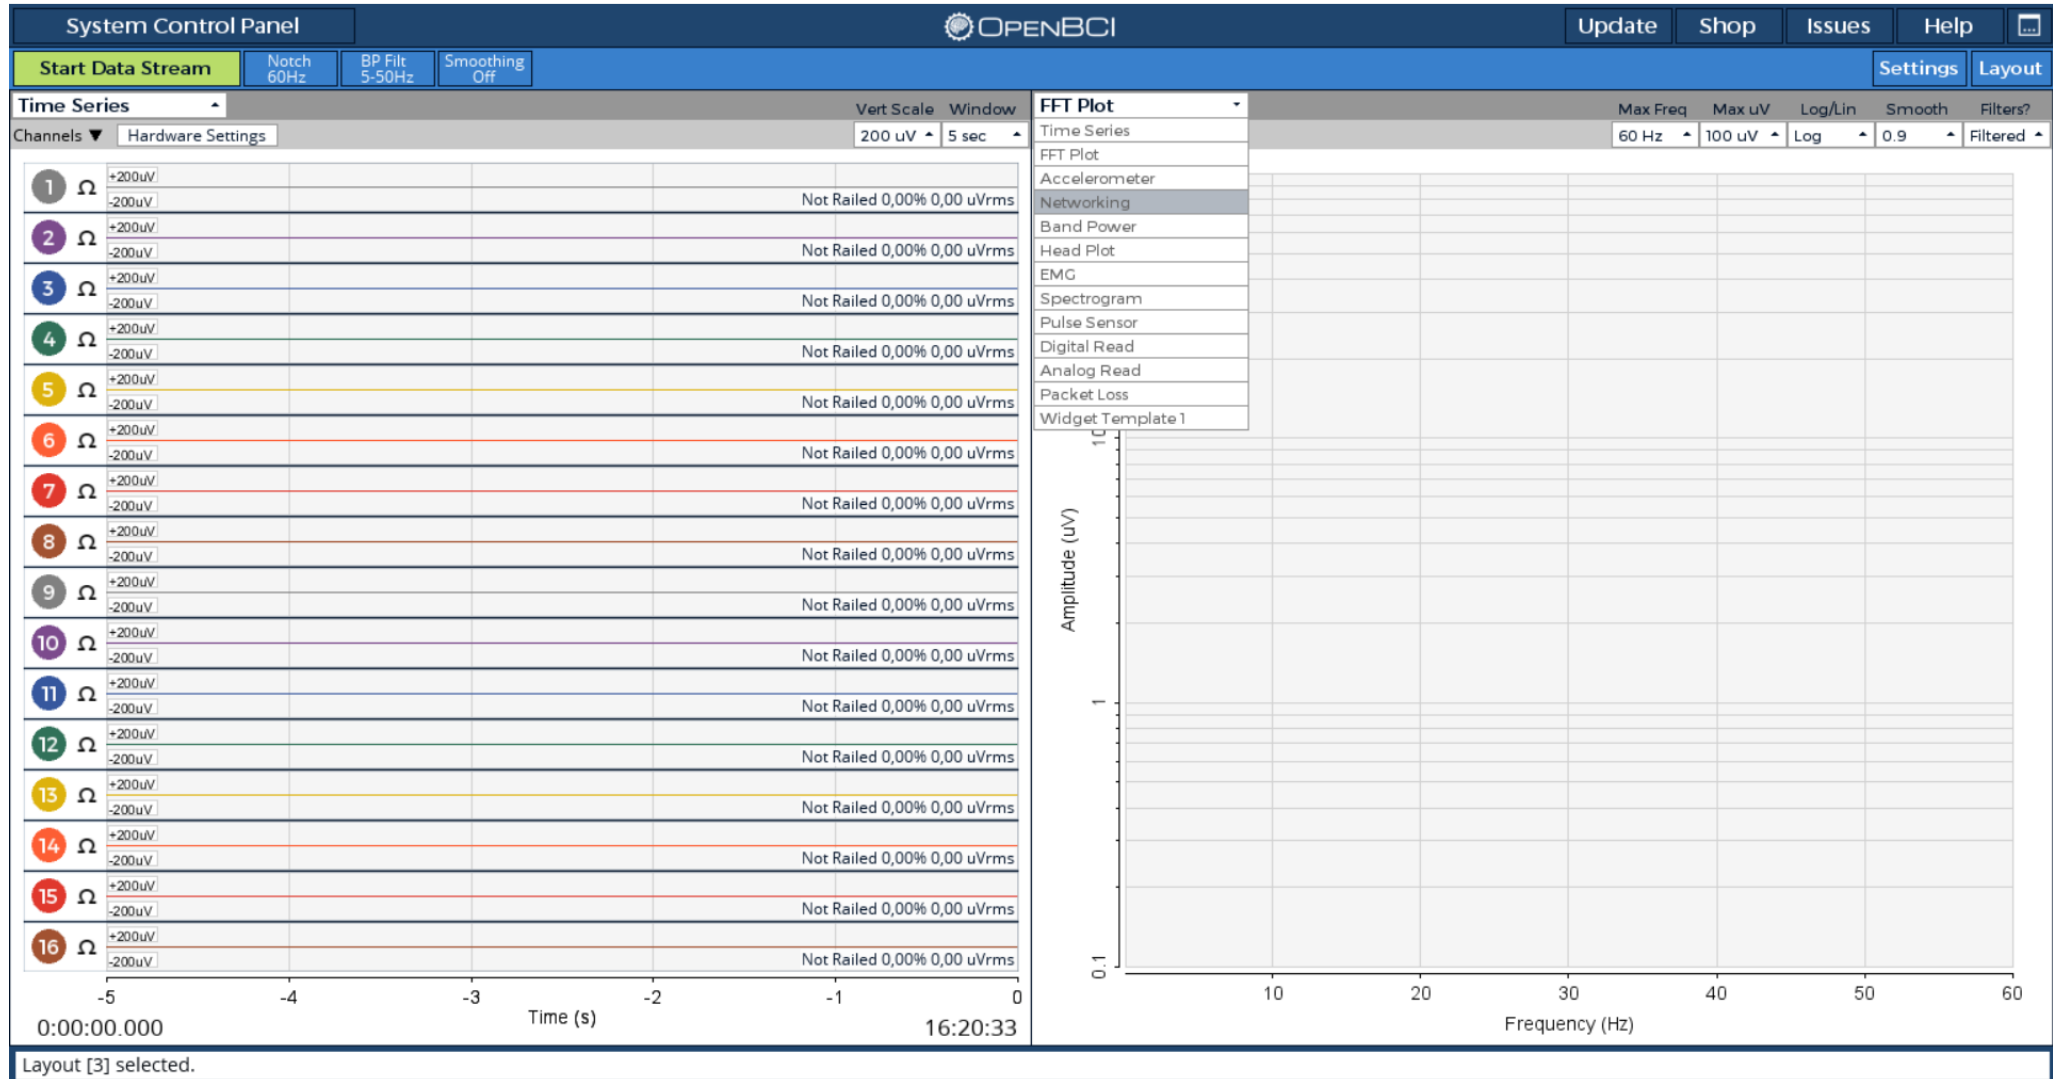 System Control Panel
OPENBCI
Update Shop Issues Help
Start Data Stream
Notch
60Hz
BP Filt
5-50Hz
Smoothing
Off
Settings Layout
Time Series
Vert Scale Window
Channels Hardware Settings
200 uV 5 sec
1 Ω +200uV
-200uV
Not Railed 0,00% 0,00 uVrms
2 Ω +200uV
-200uV
Not Railed 0,00% 0,00 uVrms
3 Ω +200uV
-200uV
Not Railed 0,00% 0,00 uVrms
4 Ω +200uV
-200uV
Not Railed 0,00% 0,00 uVrms
5 Ω +200uV
-200uV
Not Railed 0,00% 0,00 uVrms
6 Ω +200uV
-200uV
Not Railed 0,00% 0,00 uVrms
7 Ω +200uV
-200uV
Not Railed 0,00% 0,00 uVrms
8 Ω +200uV
-200uV
Not Railed 0,00% 0,00 uVrms
9 Ω +200uV
-200uV
Not Railed 0,00% 0,00 uVrms
10 Ω +200uV
-200uV
Not Railed 0,00% 0,00 uVrms
11 Ω +200uV
-200uV
Not Railed 0,00% 0,00 uVrms
12 Ω +200uV
-200uV
Not Railed 0,00% 0,00 uVrms
13 Ω +200uV
-200uV
Not Railed 0,00% 0,00 uVrms
14 Ω +200uV
-200uV
Not Railed 0,00% 0,00 uVrms
15 Ω +200uV
-200uV
Not Railed 0,00% 0,00 uVrms
16 Ω +200uV
-200uV
Not Railed 0,00% 0,00 uVrms
-5 -4 -3 -2 -1 0
Time (s)
0:00:00.000
16:20:33
FFT Plot
Max Freq Max uV Log/Lin Smooth Filters?
60 Hz 100 uV Log 0.9 Filtered
Time Series
FFT Plot
Accelerometer
Networking
Band Power
Head Plot
EMG
Spectrogram
Pulse Sensor
Digital Read
Analog Read
Packet Loss
Widget Template 1
10
Amplitude (uV)
1
0.1
10 20 30 40 50 60
Frequency (Hz)
Layout [3] selected.